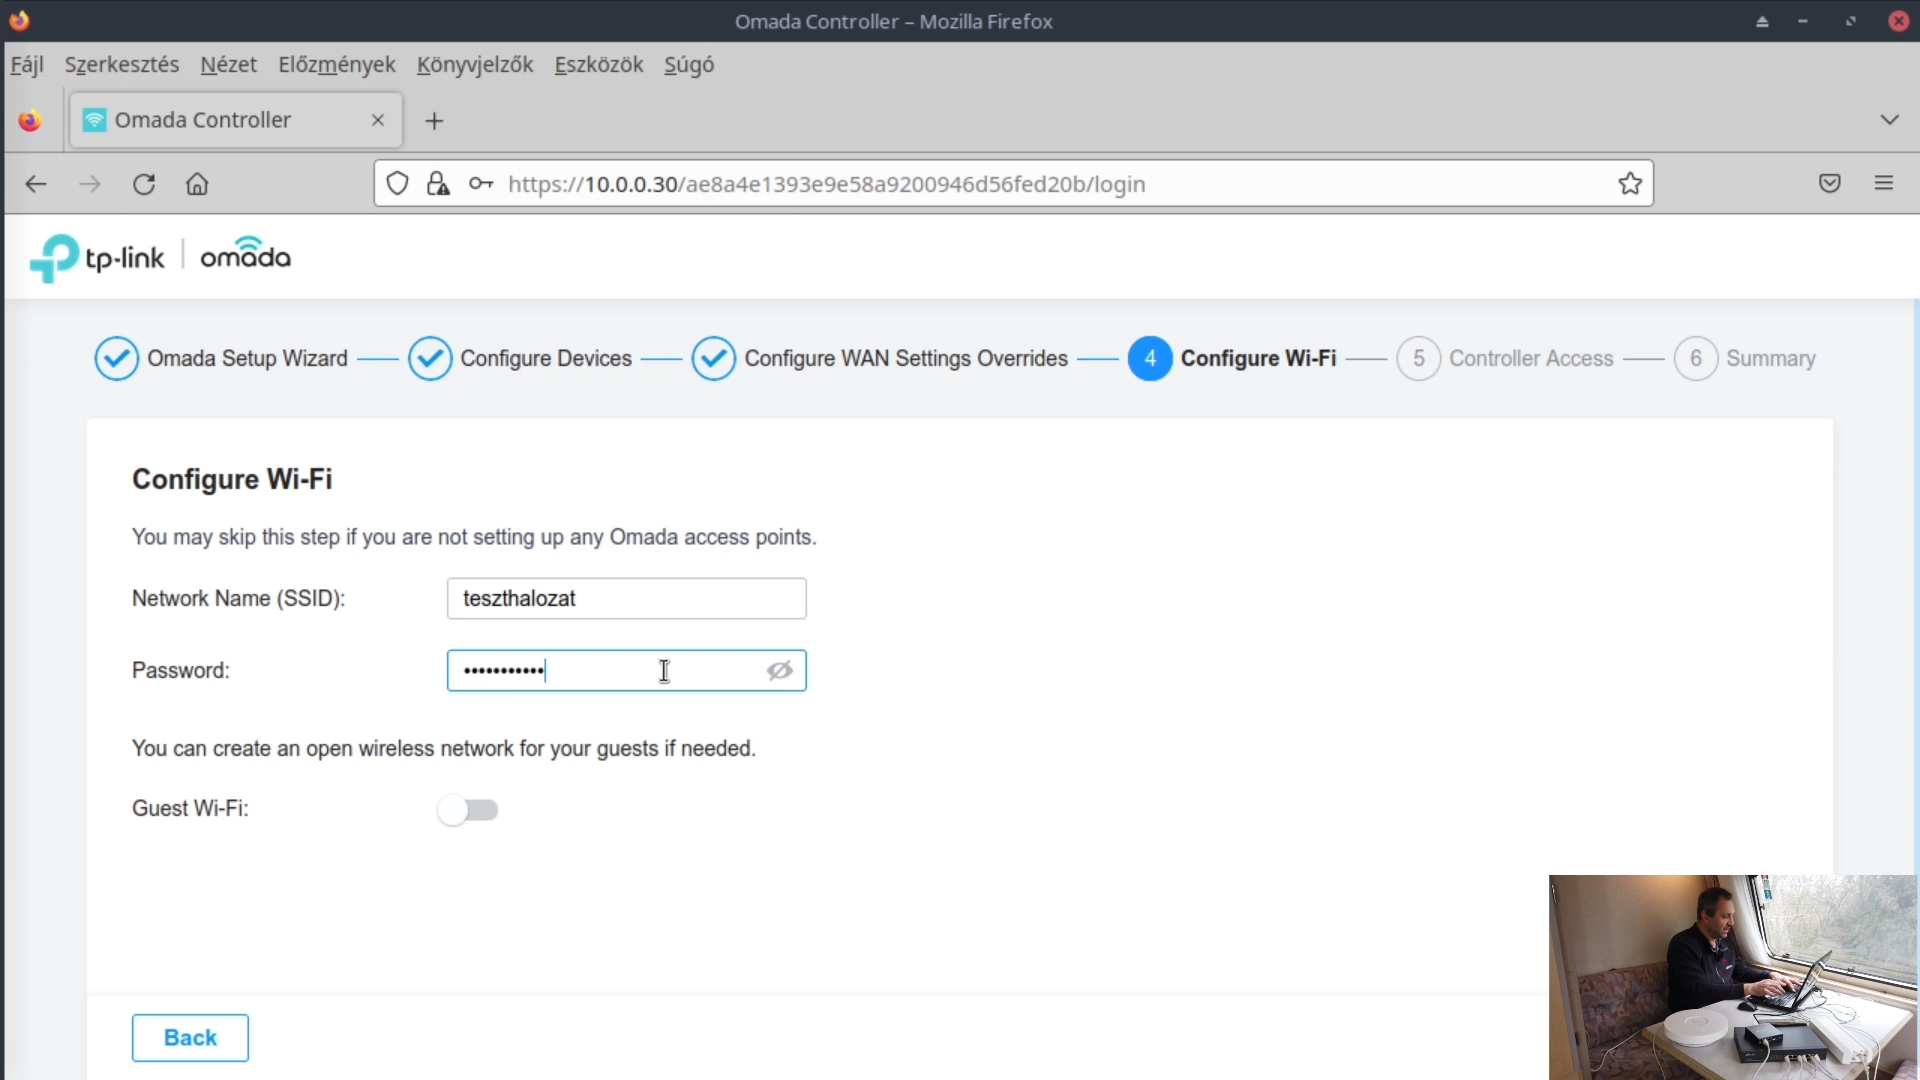 Omada Controller – Mozilla Firefox
Fájl Szerkesztés Nézet Előzmények Könyvjelzők Eszközök Súgó
Omada Controller
https://10.0.0.30/ae8a4e1393e9e58a9200946d56fed20b/login
tp-link | omada
Omada Setup Wizard Configure Devices Configure WAN Settings Overrides 4 Configure Wi-Fi 5 Controller Access 6 Summary
Configure Wi-Fi
You may skip this step if you are not setting up any Omada access points.
Network Name (SSID): teszthalozat
Password: •••••••••••
You can create an open wireless network for your guests if needed.
Guest Wi-Fi:
Back